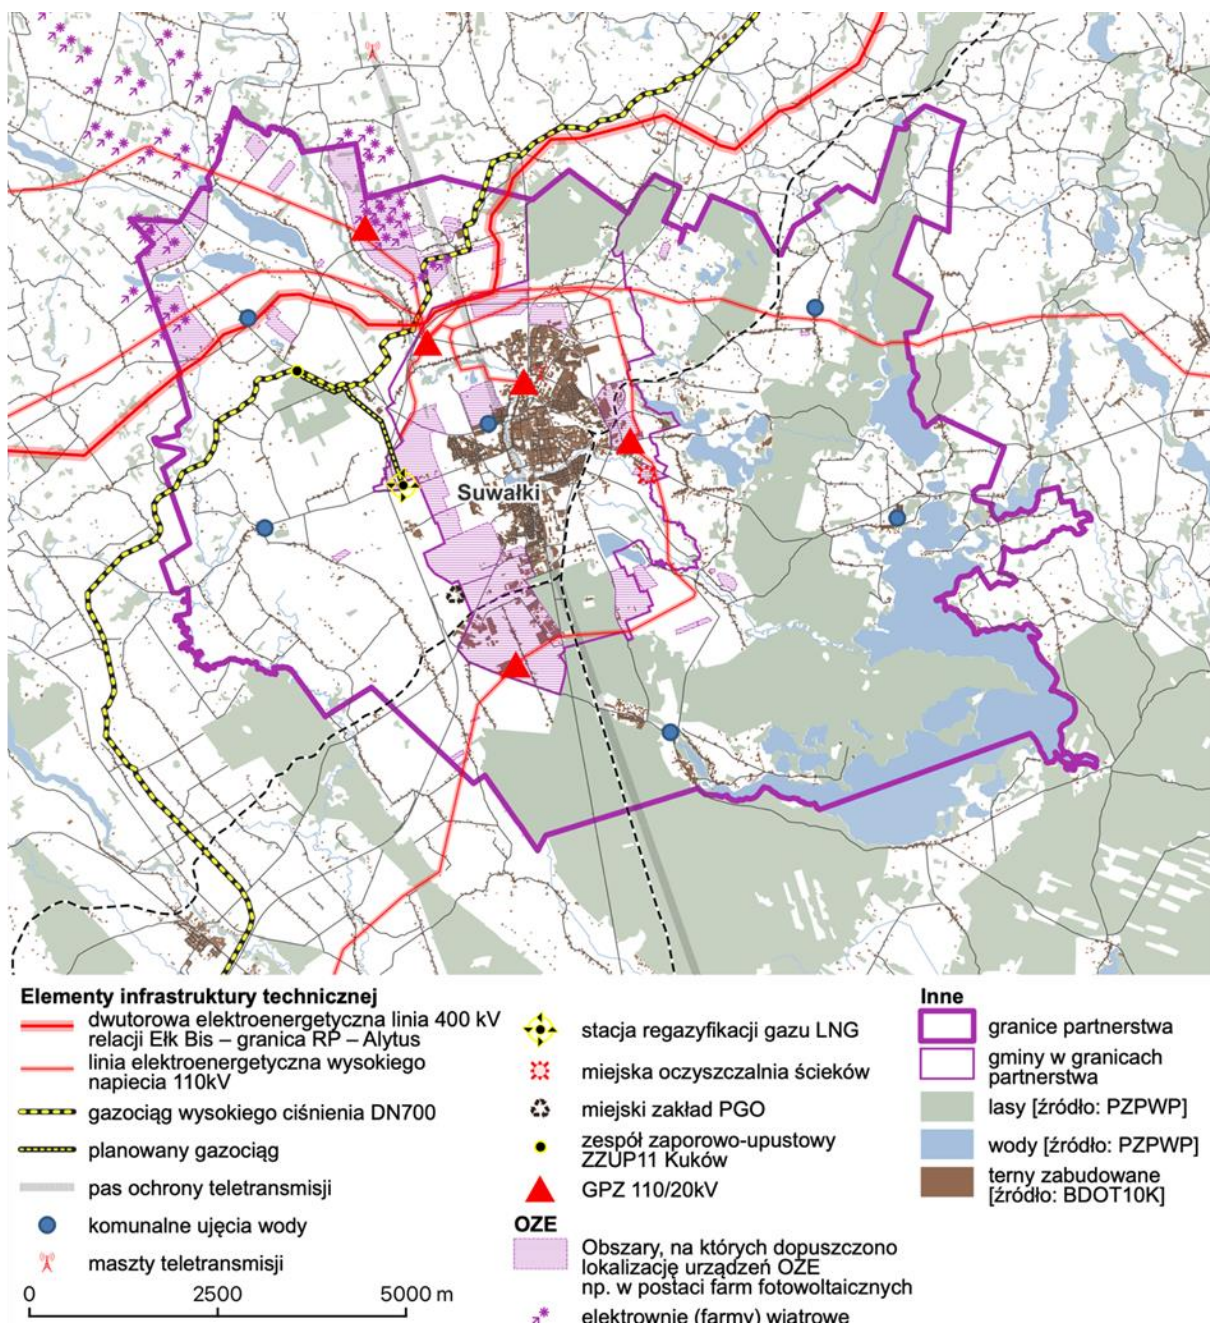 Suwałki
Elementy infrastruktury technicznej
dwutorowa elektroenergetyczna linia 400 kV
relacji Ełk Bis – granica RP – Alytus
linia elektroenergetyczna wysokiego
napiecia 110kV
gazociąg wysokiego ciśnienia DN700
planowany gazociąg
pas ochrony teletransmisji
komunalne ujęcia wody
maszty teletransmisji
0 2500 5000 m
stacja regazyfikacji gazu LNG
miejska oczyszczalnia ścieków
miejski zakład PGO
zespół zaporowo-upustowy
ZZUP11 Kuków
GPZ 110/20kV
OZE
Obszary, na których dopuszczono
lokalizację urządzeń OZE
np. w postaci farm fotowoltaicznych
elektrownie (farmy) wiatrowe
Inne
granice partnerstwa
gminy w granicach
partnerstwa
lasy [źródło: PZPWP]
wody [źródło: PZPWP]
terny zabudowane
[źródło: BDOT10K]